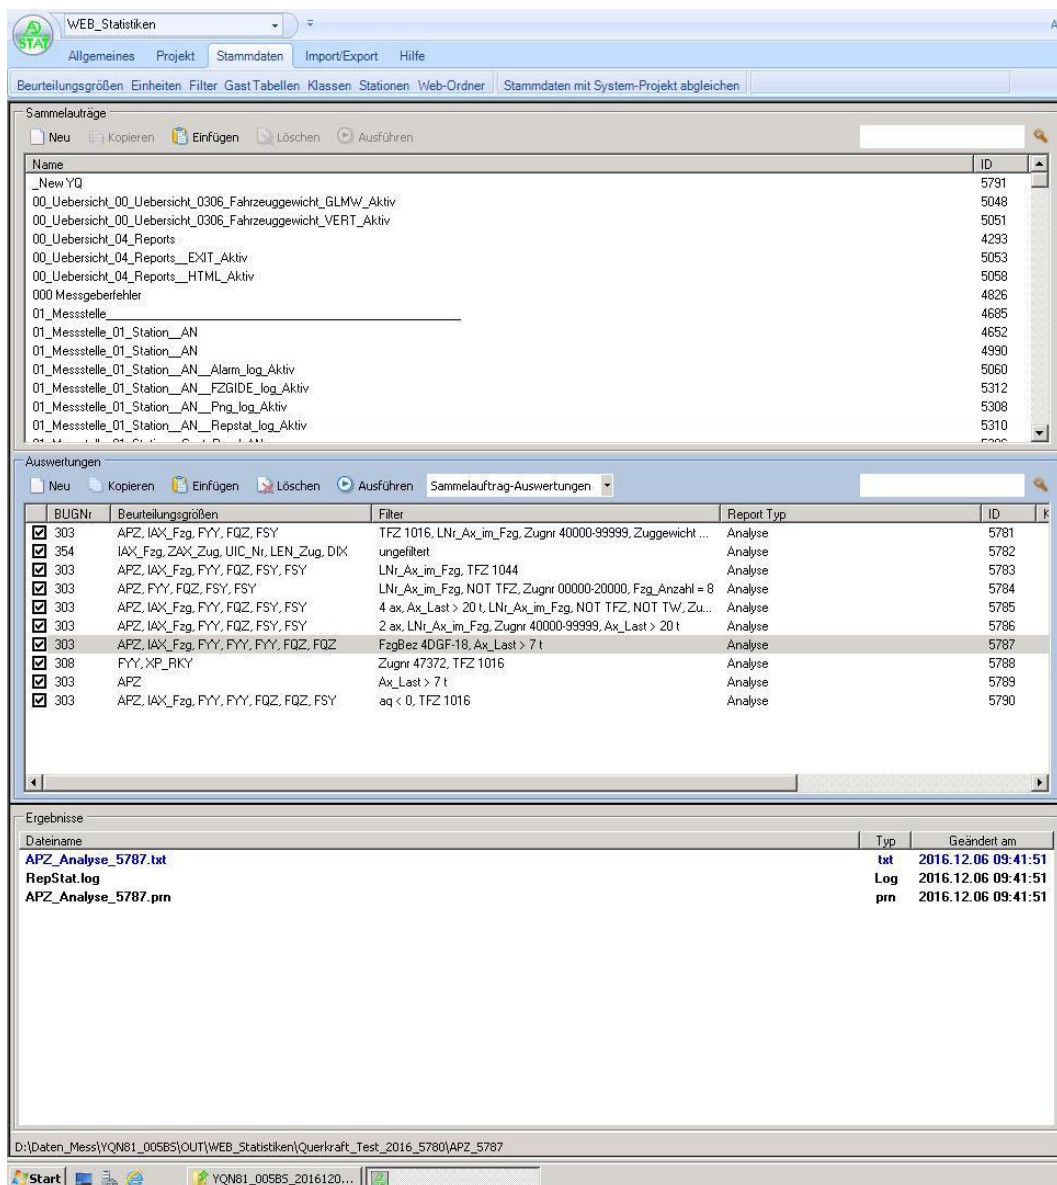 WEB_Statistiken
A
AD STAT
Allgemeines Projekt Stammdaten Import/Export Hilfe
Beurteilungsgrößen Einheiten Filter Gast Tabellen Klassen Stationen Web-Ordner Stammdaten mit System-Projekt abgleichen
Sammelauträge
Neu Kopieren Einfügen Löschen Ausführen
Name ID
_New YQ 5791
00_Uebersicht_00_Uebersicht_0306_Fahrzeuggewicht_GLMW_Aktiv 5048
00_Uebersicht_00_Uebersicht_0306_Fahrzeuggewicht_VERT_Aktiv 5051
00_Uebersicht_04_Reports 4293
00_Uebersicht_04_Reports__EXIT_Aktiv 5053
00_Uebersicht_04_Reports__HTML_Aktiv 5058
000 Messgeberfehler 4826
01_Messstelle_______________________________________________ 4685
01_Messstelle_01_Station__AN 4652
01_Messstelle_01_Station__AN 4990
01_Messstelle_01_Station__AN__Alarm_log_Aktiv 5060
01_Messstelle_01_Station__AN__FZGIDE_log_Aktiv 5312
01_Messstelle_01_Station__AN__Png_log_Aktiv 5308
01_Messstelle_01_Station__AN__Repstat_log_Aktiv 5310
Auswertungen
Neu Kopieren Einfügen Löschen Ausführen Sammelauftrag-Auswertungen
BUGNr Beurteilungsgrößen Filter Report Typ ID K
303 APZ, IAX_Fzg, FYY, FQZ, FSY TFZ 1016, LNr_Ax_im_Fzg, Zugnr 40000-99999, Zuggewicht ... Analyse 5781
354 IAX_Fzg, ZAX_Zug, UIC_Nr, LEN_Zug, DIX ungefiltert Analyse 5782
303 APZ, IAX_Fzg, FYY, FQZ, FSY, FSY LNr_Ax_im_Fzg, TFZ 1044 Analyse 5783
303 APZ, FYY, FQZ, FSY, FSY LNr_Ax_im_Fzg, NOT TFZ, Zugnr 00000-20000, Fzg_Anzahl = 8 Analyse 5784
303 APZ, IAX_Fzg, FYY, FQZ, FSY, FSY 4 ax, Ax_Last > 20 t, LNr_Ax_im_Fzg, NOT TFZ, NOT TW, Zu... Analyse 5785
303 APZ, IAX_Fzg, FYY, FQZ, FSY, FSY 2 ax, LNr_Ax_im_Fzg, Zugnr 40000-99999, Ax_Last > 20 t Analyse 5786
303 APZ, IAX_Fzg, FYY, FYY, FYY, FQZ, FQZ FzgBez 4DGF-18, Ax_Last > 7 t Analyse 5787
308 FYY, XP_RKY Zugnr 47372, TFZ 1016 Analyse 5788
303 APZ Ax_Last > 7 t Analyse 5789
303 APZ, IAX_Fzg, FYY, FYY, FQZ, FQZ, FSY aq < 0, TFZ 1016 Analyse 5790
Ergebnisse
Dateiname Typ Geändert am
APZ_Analyse_5787.txt txt 2016.12.06 09:41:51
RepStat.log Log 2016.12.06 09:41:51
APZ_Analyse_5787.prn prn 2016.12.06 09:41:51
D:\Daten_Mess\YQN81_005BS\OUT\WEB_Statistiken\Querkraft_Test_2016_5780\APZ_5787
Start YQN81_005BS_2016120...